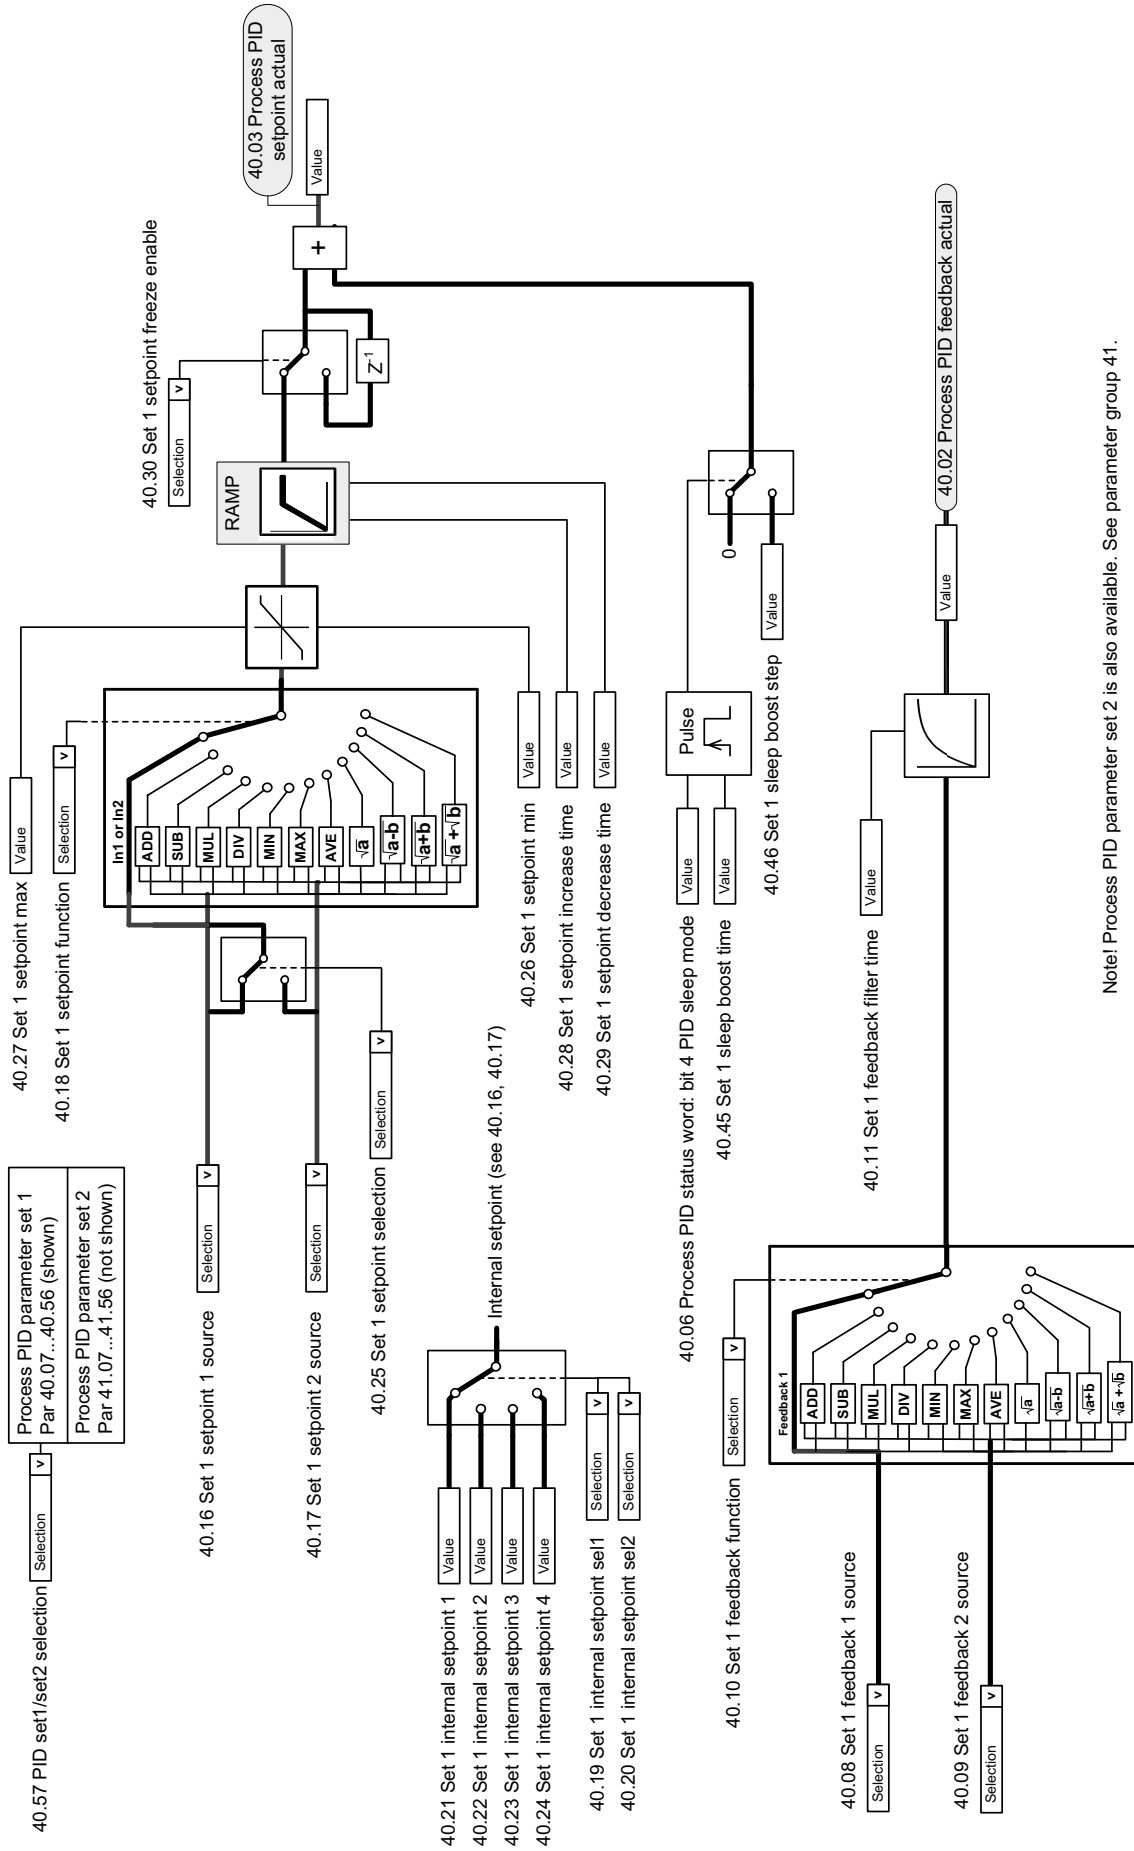 40.57 PID set1/set2 selection
Selection
v
Process PID parameter set 1
Par 40.07...40.56 (shown)
Process PID parameter set 2
Par 41.07...41.56 (not shown)
40.27 Set 1 setpoint max
Value
40.18 Set 1 setpoint function
Selection
v
40.16 Set 1 setpoint 1 source
Selection
v
40.17 Set 1 setpoint 2 source
Selection
v
40.25 Set 1 setpoint selection
Selection
v
In1 or In2
ADD
SUB
MUL
DIV
MIN
MAX
AVE
√a
√a-b
√a+b
√a +√b
RAMP
40.30 Set 1 setpoint freeze enable
Selection
v
Z-1
+
40.03 Process PID
setpoint actual
Value
40.26 Set 1 setpoint min
Value
40.28 Set 1 setpoint increase time
Value
40.29 Set 1 setpoint decrease time
Value
40.21 Set 1 internal setpoint 1
Value
40.22 Set 1 internal setpoint 2
Value
40.23 Set 1 internal setpoint 3
Value
40.24 Set 1 internal setpoint 4
Value
Internal setpoint (see 40.16, 40.17)
40.19 Set 1 internal setpoint sel1
Selection
v
40.20 Set 1 internal setpoint sel2
Selection
v
40.06 Process PID status word: bit 4 PID sleep mode
Value
40.45 Set 1 sleep boost time
Value
Pulse
0
40.46 Set 1 sleep boost step
Value
40.10 Set 1 feedback function
Selection
v
40.08 Set 1 feedback 1 source
Selection
v
40.09 Set 1 feedback 2 source
Selection
v
Feedback 1
ADD
SUB
MUL
DIV
MIN
MAX
AVE
√a
√a-b
√a+b
√a +√b
40.11 Set 1 feedback filter time
Value
Value
40.02 Process PID feedback actual
Note! Process PID parameter set 2 is also available. See parameter group 41.